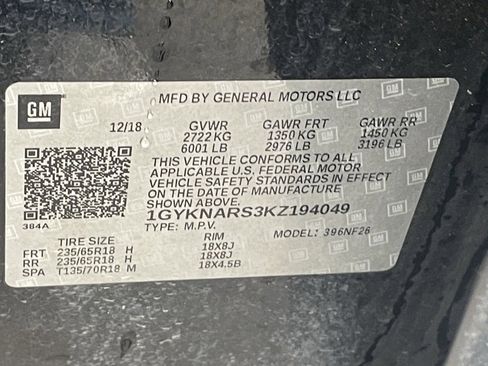 GM
MFD BY GENERAL MOTORS LLC
12/18 GVWR GAWR FRT GAWR RR
2722 KG 1350 KG 1450 KG
6001 LB 2976 LB 3196 LB
THIS VEHICLE CONFORMS TO ALL
APPLICABLE U.S. FEDERAL MOTOR
VEHICLE SAFETY STANDARDS IN EFFECT
ON THE DATE OF MANUFACTURE
SHOWN ABOVE.
1GYKNARS3KZ194049
384A TYPE: M.P.V. MODEL: 396NF26
TIRE SIZE RIM
FRT 235/65R18 H 18X8J
RR 235/65R18 H 18X8J
SPA T135/70R18 M 18X4.5B